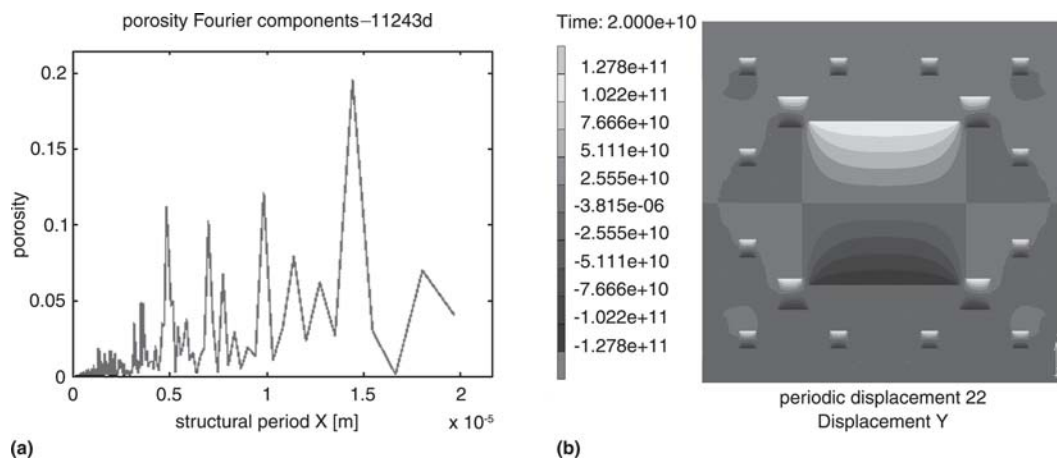 porosity Fourier components–11243d
porosity
0.2
0.15
0.1
0.05
0
0 0.5 1 1.5 2
structural period X [m]
x 10⁻⁵
(a)
Time: 2.000e+10
1.278e+11
1.022e+11
7.666e+10
5.111e+10
2.555e+10
-3.815e-06
-2.555e+10
-5.111e+10
-7.666e+10
-1.022e+11
-1.278e+11
periodic displacement 22
Displacement Y
(b)